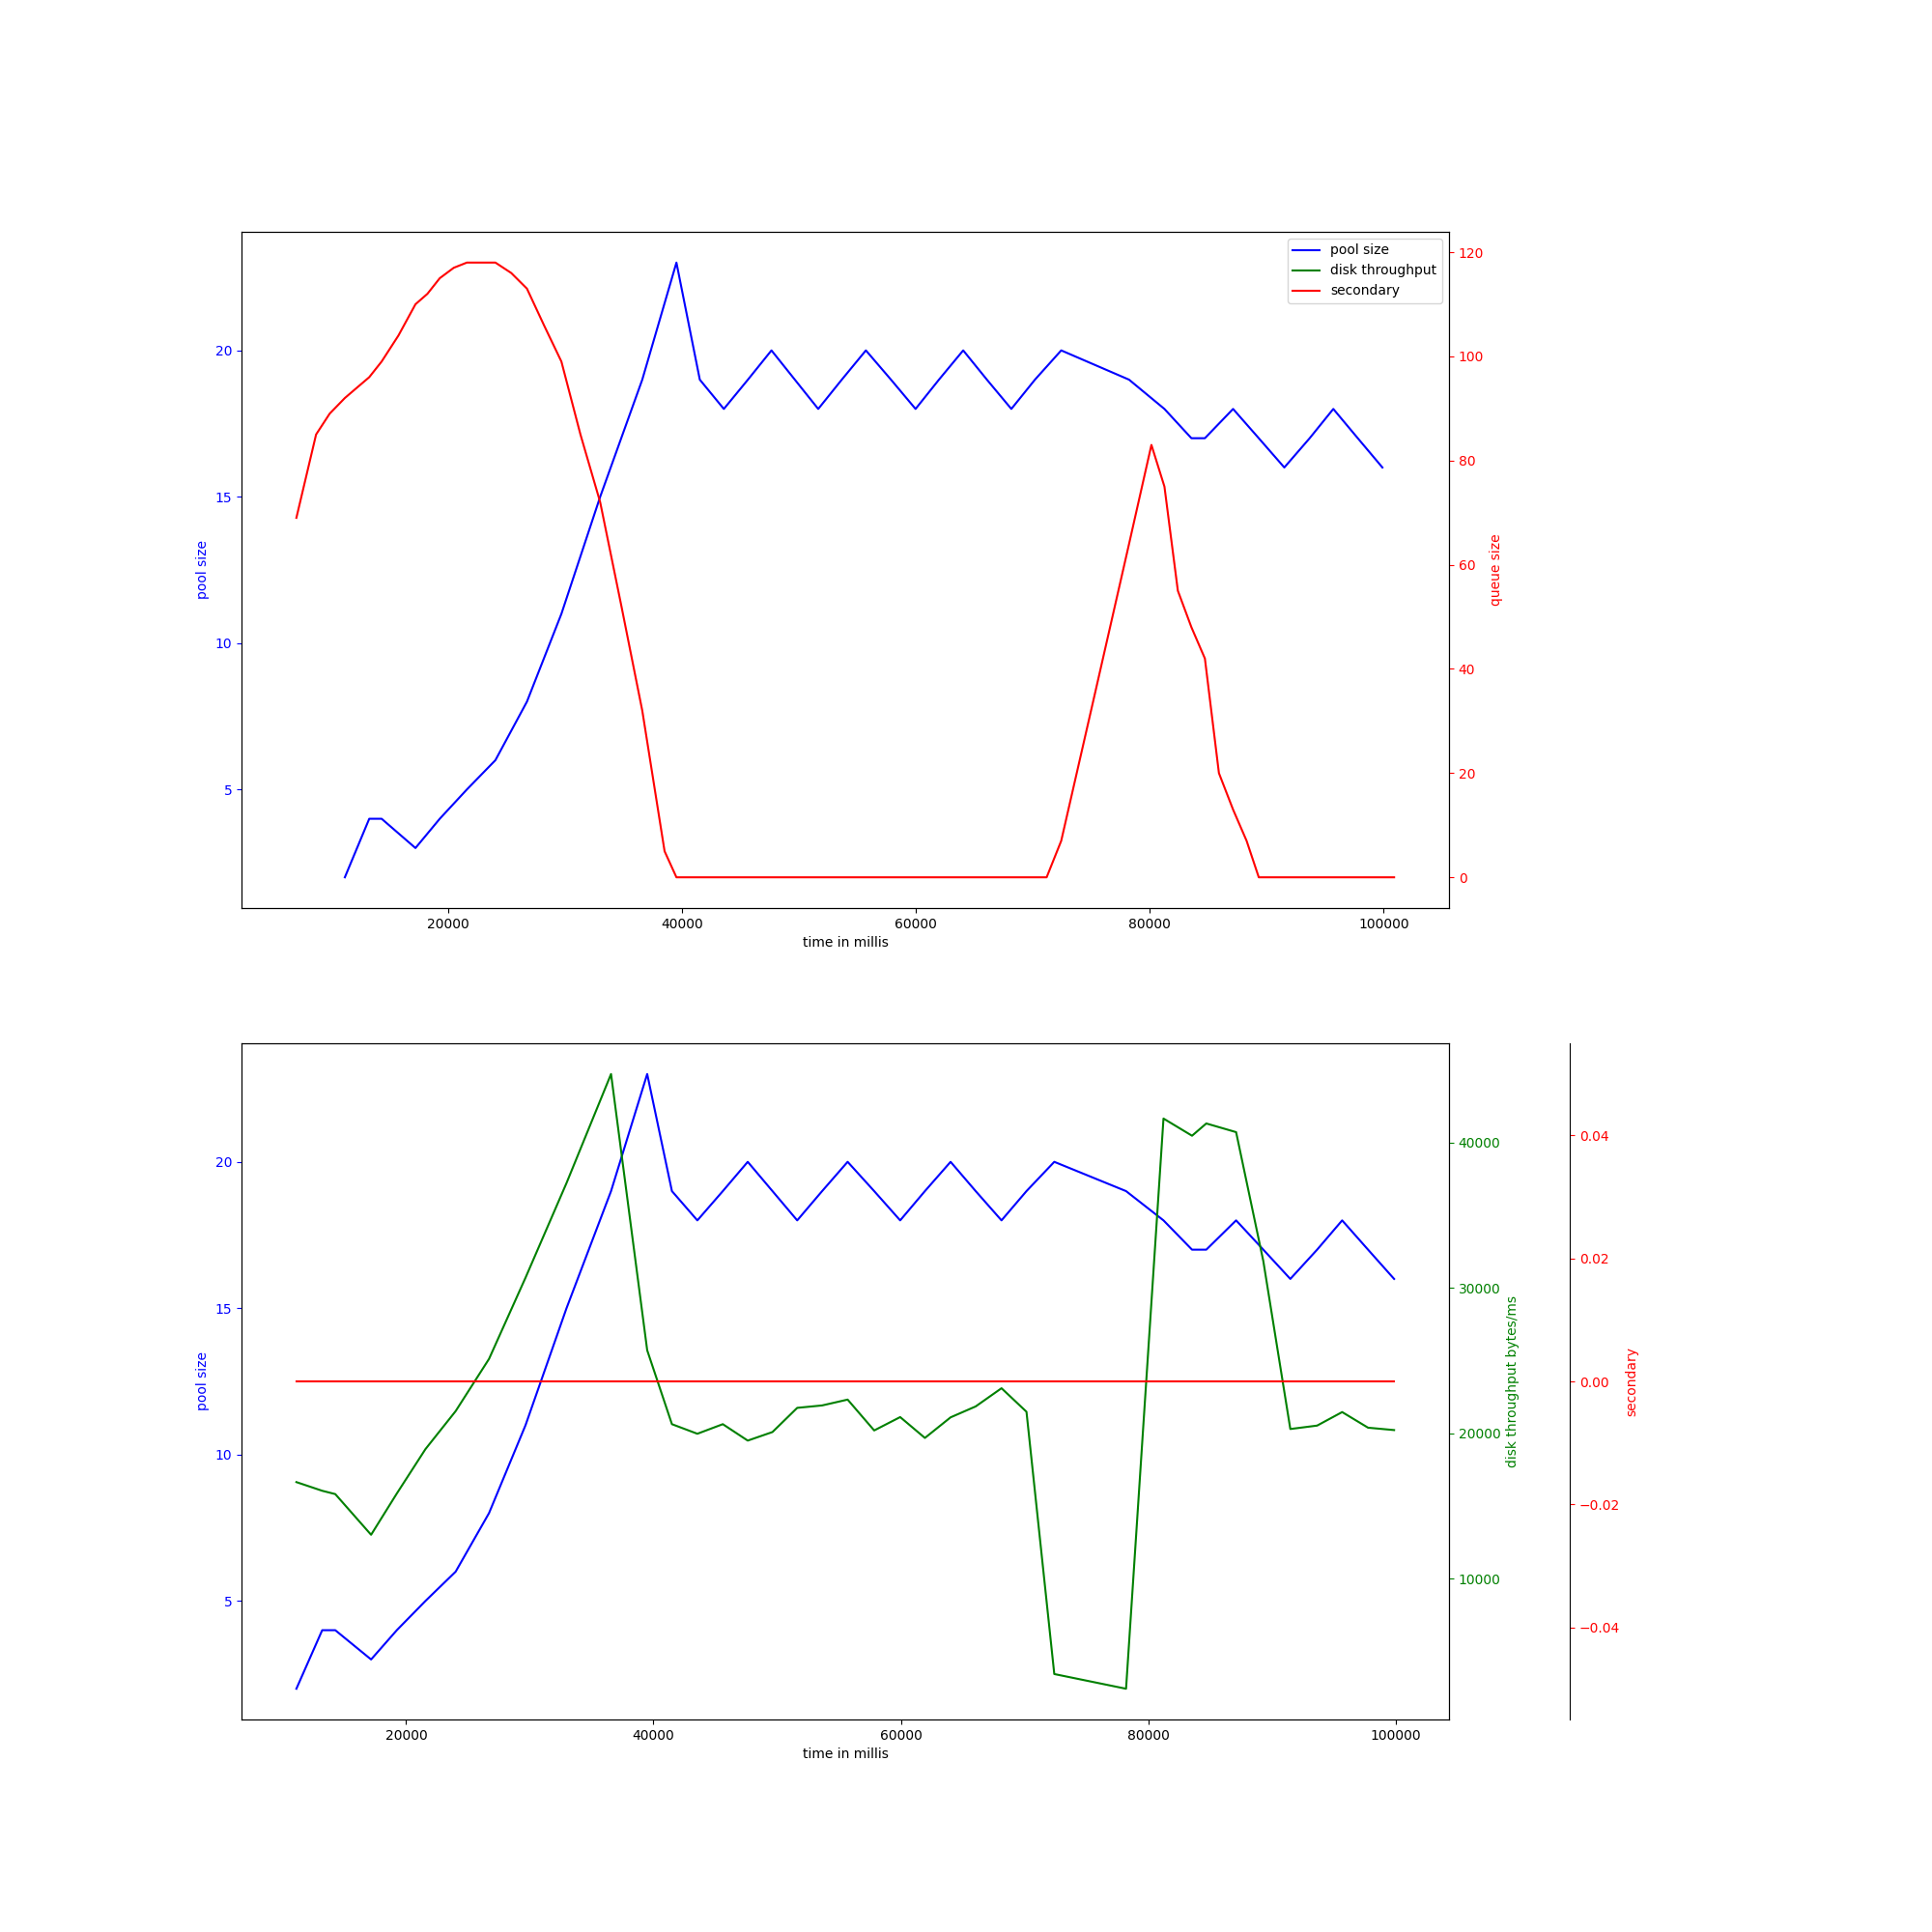 pool size
disk throughput
secondary
20
15
10
5
pool size
120
100
80
60
40
20
0
queue size
20000 40000 60000 80000 100000
time in millis
20
15
10
5
pool size
40000
30000
20000
10000
disk throughput bytes/ms
0.04
0.02
0.00
−0.02
−0.04
secondary
20000 40000 60000 80000 100000
time in millis